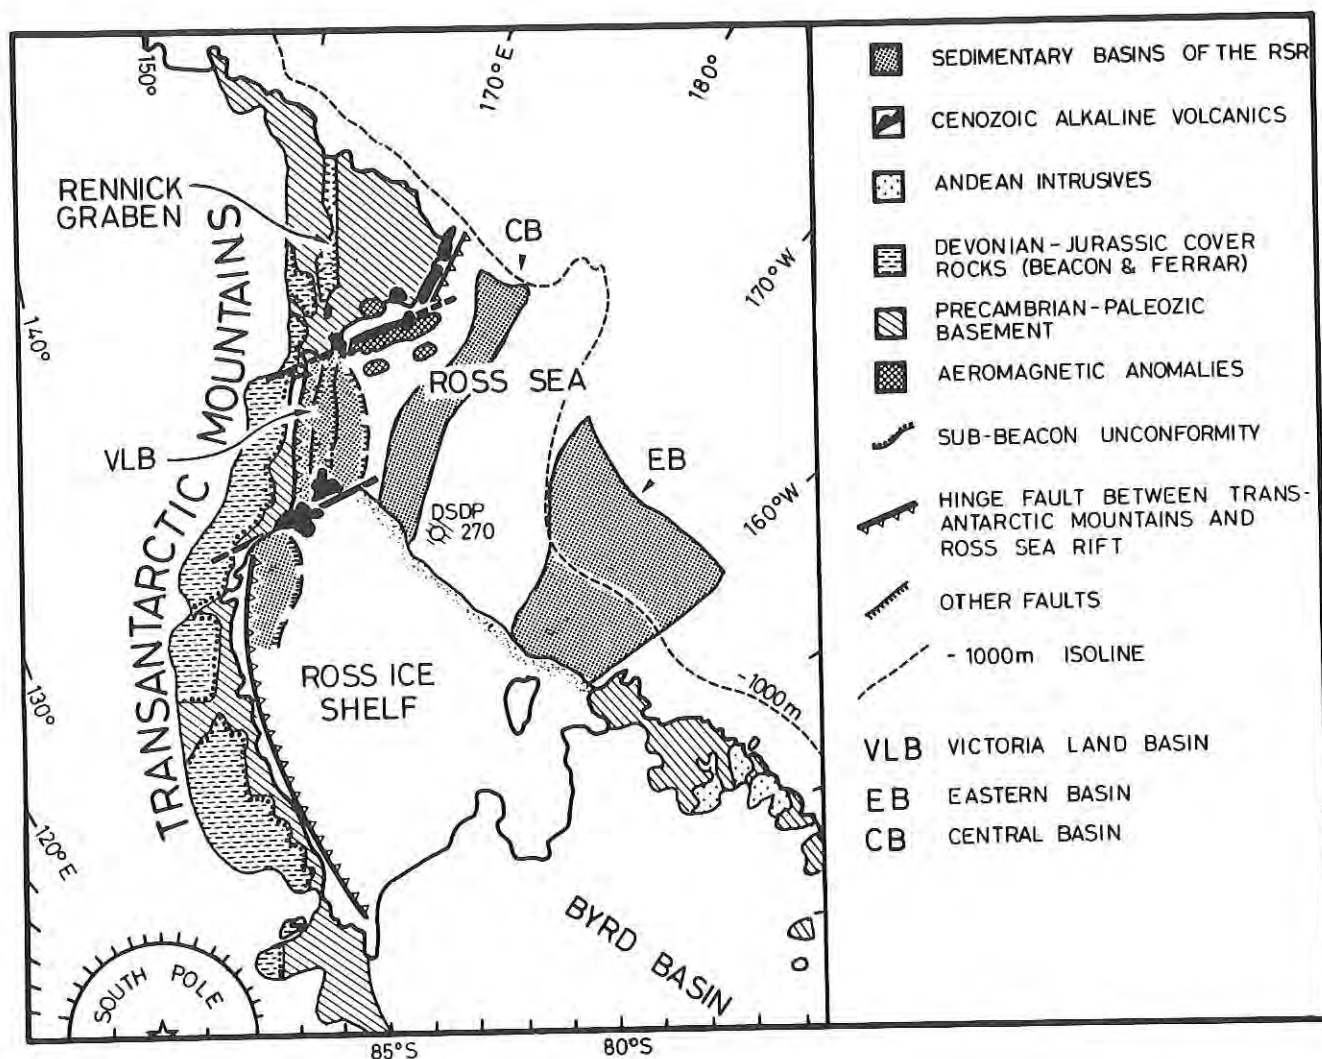 150°
170°E
180°
RENNICK
GRABEN
CB
170°W
140°
TRANSANTARCTIC MOUNTAINS
ROSS SEA
VLB
EB
160°W
DSDP
270
ROSS ICE
SHELF
130°
-1000m
120°E
BYRD BASIN
SOUTH POLE
85°S
80°S
SEDIMENTARY BASINS OF THE RSR
CENOZOIC ALKALINE VOLCANICS
ANDEAN INTRUSIVES
DEVONIAN-JURASSIC COVER
ROCKS (BEACON & FERRAR)
PRECAMBRIAN-PALEOZIC
BASEMENT
AEROMAGNETIC ANOMALIES
SUB-BEACON UNCONFORMITY
HINGE FAULT BETWEEN TRANS-
ANTARCTIC MOUNTAINS AND
ROSS SEA RIFT
OTHER FAULTS
- 1000m ISOLINE
VLB VICTORIA LAND BASIN
EB EASTERN BASIN
CB CENTRAL BASIN